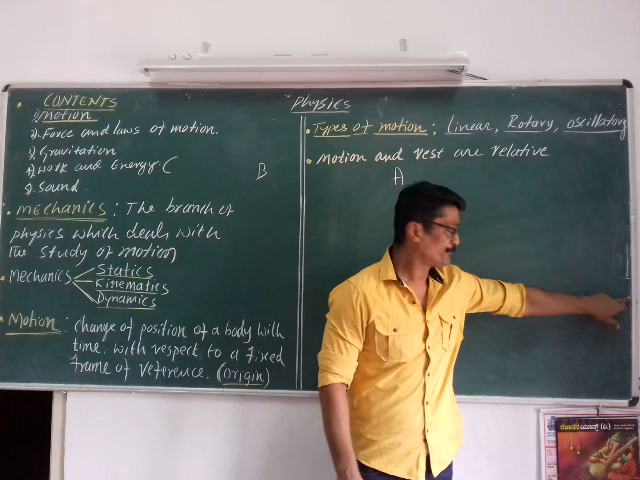 Physics
• CONTENTS
1) Motion
2) Force and laws of motion.
3) Gravitation
4) Work and Energy. C
5) Sound.
B
• MECHANICS : The branch of
physics which deals with
the study of motion
• Mechanics
Statics
Kinematics
Dynamics
• Motion : change of position of a body with
time, with respect to a fixed
frame of reference. (origin)
• Types of motion : Linear, Rotary, oscillatory
• Motion and rest are relative
A